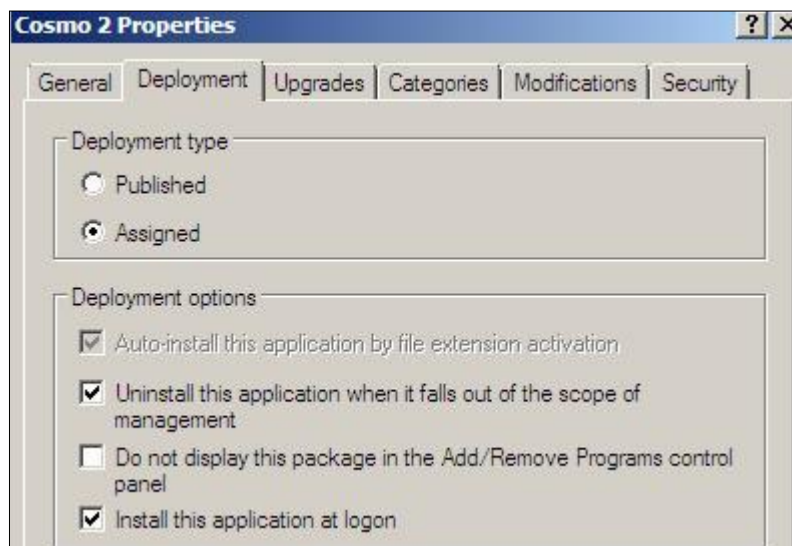 Cosmo 2 Properties
General Deployment Upgrades Categories Modifications Security
Deployment type
Published
Assigned
Deployment options
Auto-install this application by file extension activation
Uninstall this application when it falls out of the scope of
management
Do not display this package in the Add/Remove Programs control
panel
Install this application at logon